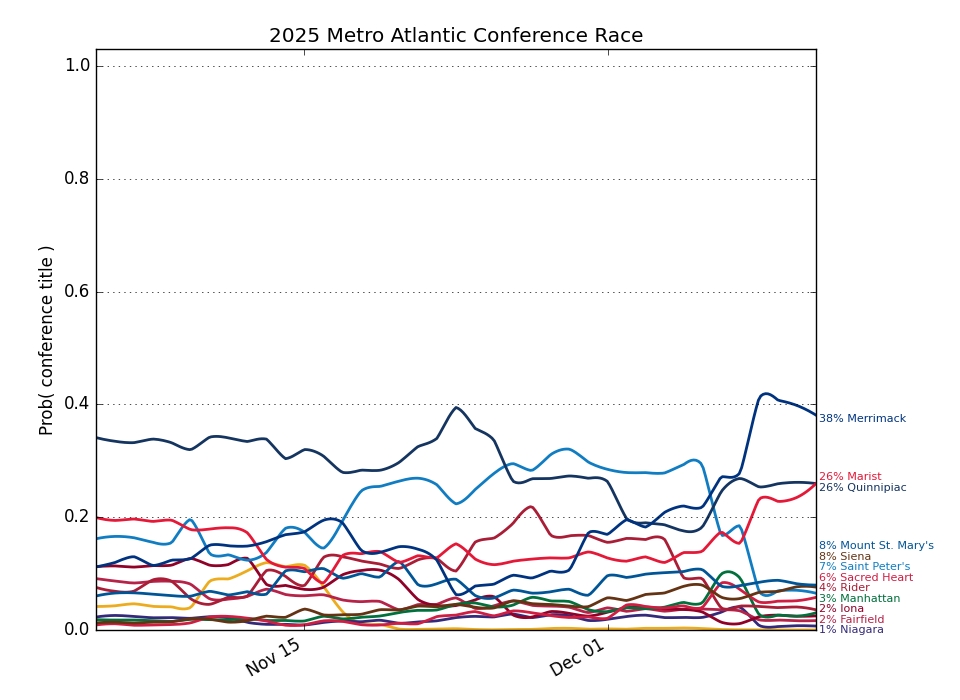 2025 Metro Atlantic Conference Race
Prob( conference title )
1.0
0.8
0.6
0.4
0.2
0.0
Nov 15
Dec 01
38% Merrimack
26% Marist
26% Quinnipiac
8% Mount St. Mary's
8% Siena
7% Saint Peter's
6% Sacred Heart
4% Rider
3% Manhattan
2% Iona
2% Fairfield
1% Niagara